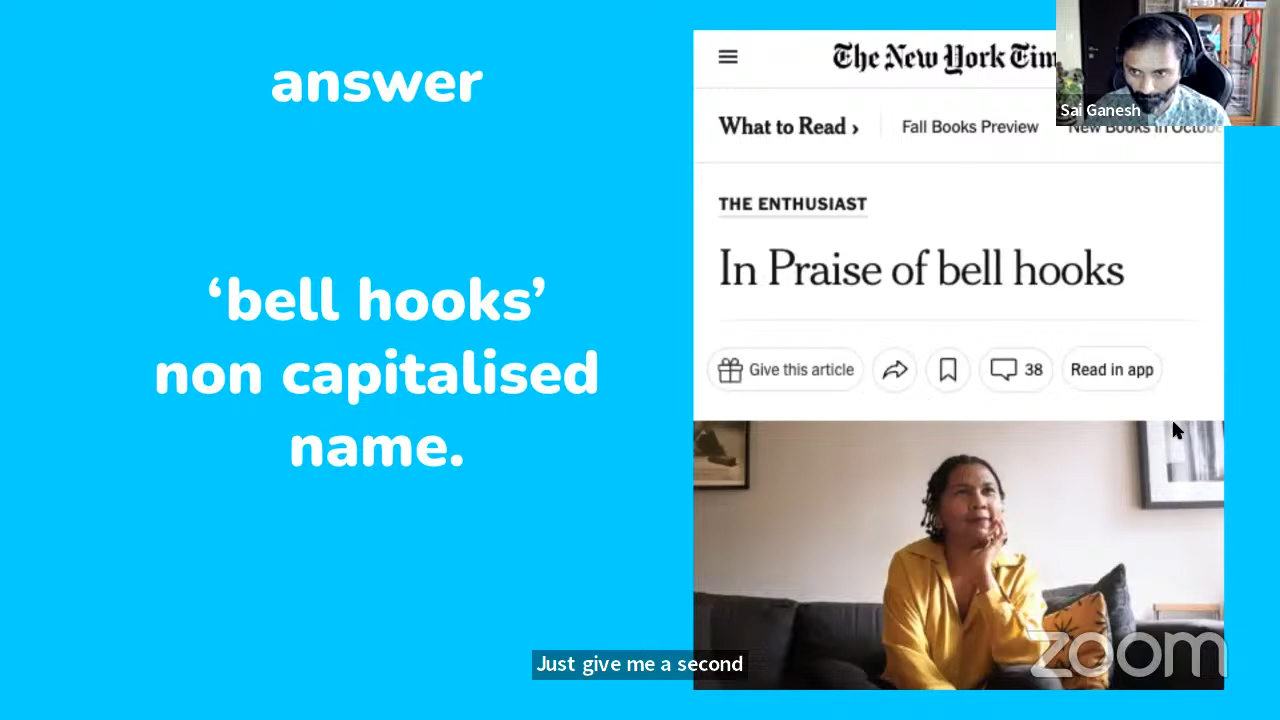 answer
‘bell hooks’
non capitalised
name.
The New York Tim
What to Read ›
Fall Books Preview
New Books in Octobe
THE ENTHUSIAST
In Praise of bell hooks
Give this article
38
Read in app
Sai Ganesh
Just give me a second
zoom